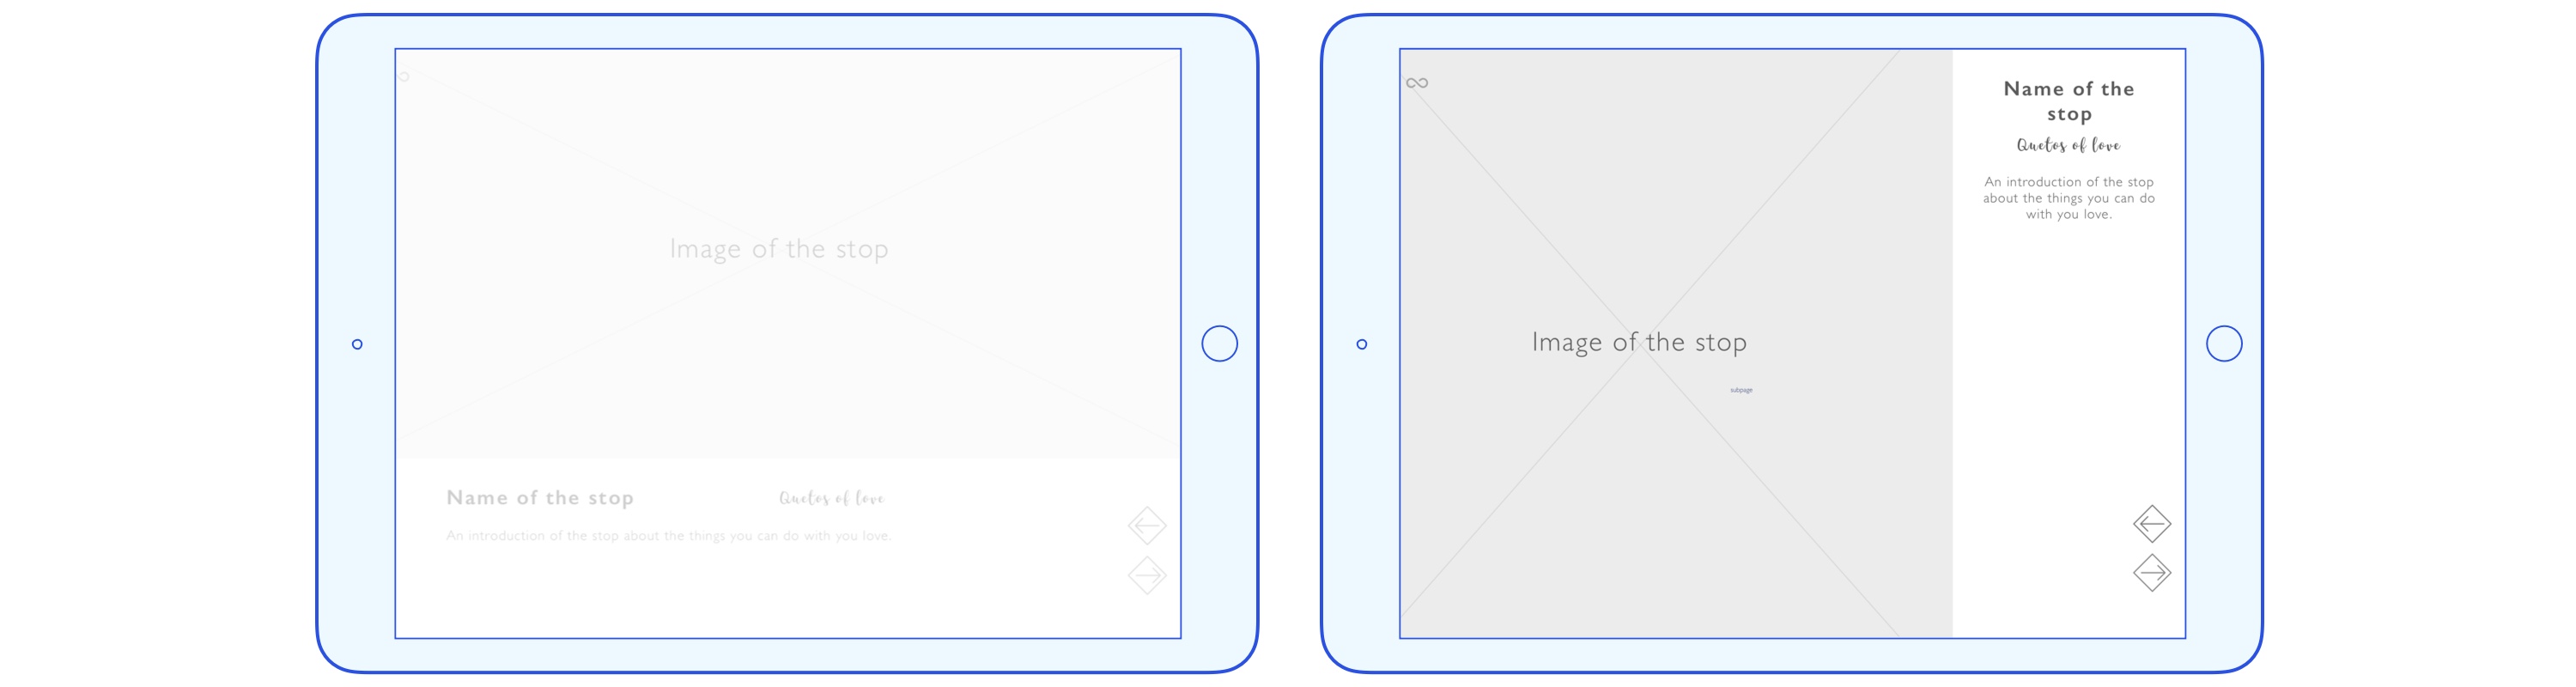 Image of the stop
Name of the stop
Quetos of love
An introduction of the stop about the things you can do with you love.
Image of the stop
subpage
Name of the
stop
Quetos of love
An introduction of the stop
about the things you can do
with you love.